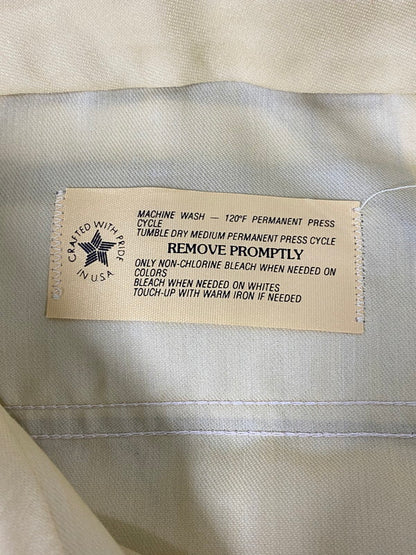 CRAFTED WITH PRIDE
IN U.S.A
MACHINE WASH — 120°F PERMANENT PRESS
CYCLE
TUMBLE DRY MEDIUM PERMANENT PRESS CYCLE
REMOVE PROMPTLY
ONLY NON-CHLORINE BLEACH WHEN NEEDED ON
COLORS
BLEACH WHEN NEEDED ON WHITES
TOUCH-UP WITH WARM IRON IF NEEDED